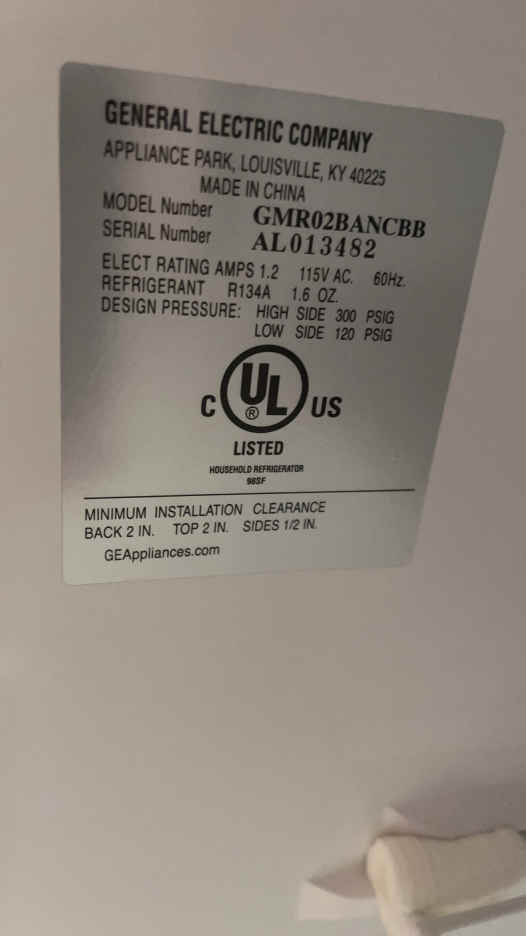 GENERAL ELECTRIC COMPANY
APPLIANCE PARK, LOUISVILLE, KY 40225
MADE IN CHINA
MODEL Number GMR02BANCBB
SERIAL Number AL013482
ELECT RATING AMPS 1.2 115V AC. 60Hz.
REFRIGERANT R134A 1.6 OZ.
DESIGN PRESSURE: HIGH SIDE 300 PSIG
LOW SIDE 120 PSIG
C UL ® US
LISTED
HOUSEHOLD REFRIGERATOR
98SF
MINIMUM INSTALLATION CLEARANCE
BACK 2 IN. TOP 2 IN. SIDES 1/2 IN.
GEAppliances.com